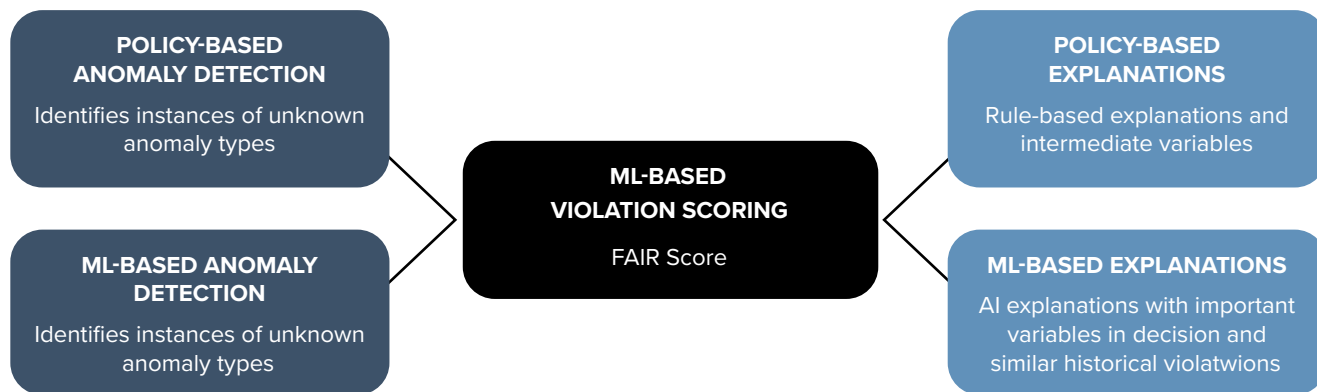 POLICY-BASED
ANOMALY DETECTION
Identifies instances of unknown
anomaly types
ML-BASED ANOMALY
DETECTION
Identifies instances of unknown
anomaly types
ML-BASED
VIOLATION SCORING
FAIR Score
POLICY-BASED
EXPLANATIONS
Rule-based explanations and
intermediate variables
ML-BASED EXPLANATIONS
AI explanations with important
variables in decision and
similar historical violatwions